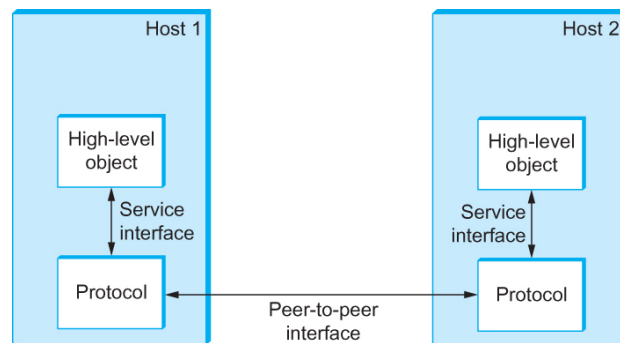 Host 1
High-level
object
Service
interface
Protocol
Peer-to-peer
interface
Host 2
High-level
object
Service
interface
Protocol